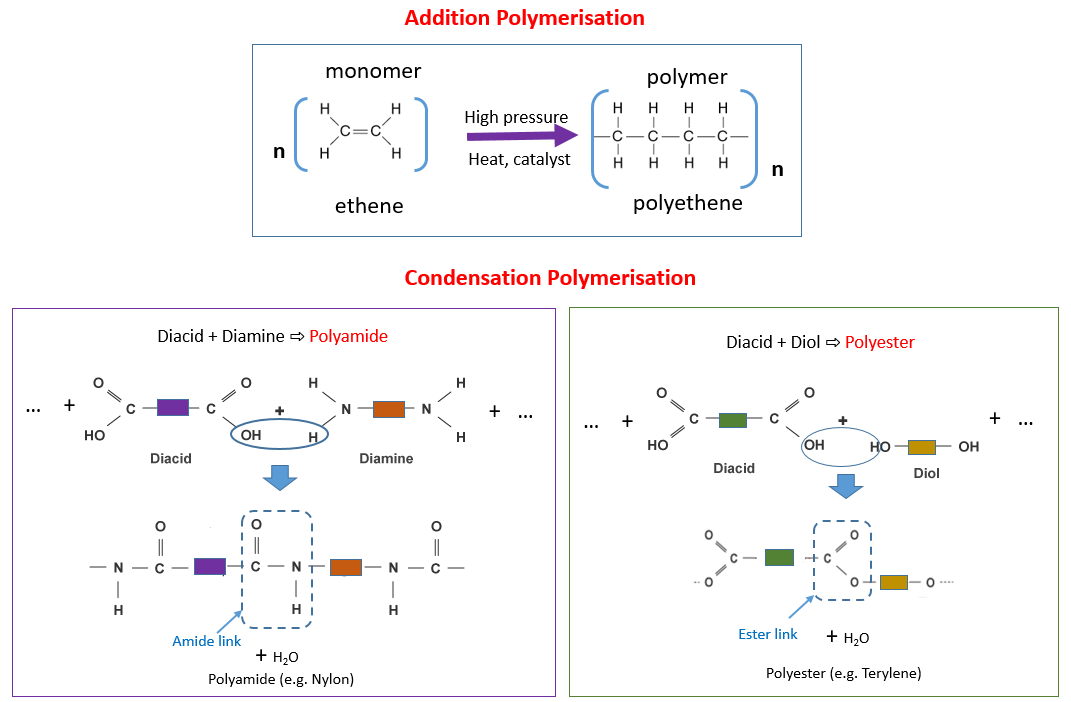 Addition Polymerisation
monomer
n
H H
C=C
H H
ethene
High pressure
Heat, catalyst
polymer
H H H H
C C C C
H H H H
n
polyethene
Condensation Polymerisation
Diacid + Diamine ⇨ Polyamide
O O H H
... + C C + N N + ...
HO OH H H
Diacid Diamine
O O O
N C C N N C
H H H
Amide link
+ H₂O
Polyamide (e.g. Nylon)
Diacid + Diol ⇨ Polyester
O O
... + C C + + ...
HO OH HO OH
Diacid Diol
O O
C C
O O O
Ester link
+ H₂O
Polyester (e.g. Terylene)